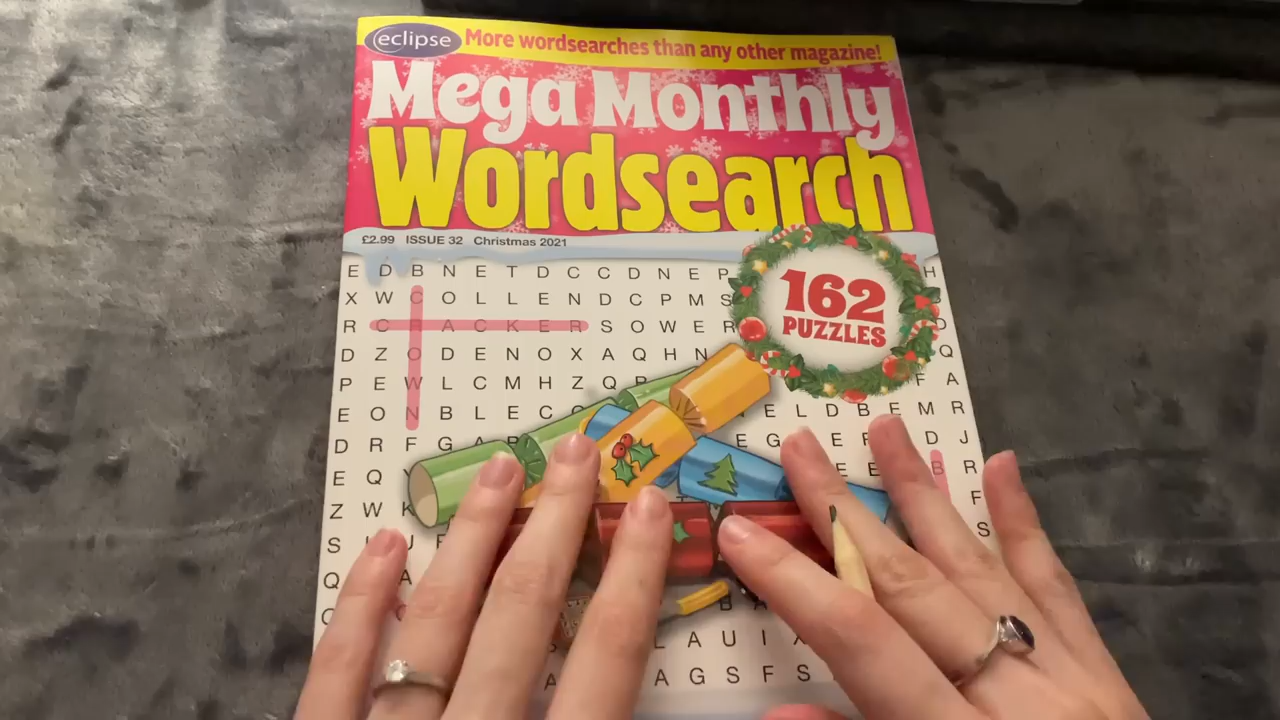 eclipse
More wordsearches than any other magazine!
Mega Monthly
Wordsearch
£2.99 ISSUE 32 Christmas 2021
162
PUZZLES
E D B N E T D C C D N E P H
X W C O L L E N D C P M S
R C R A C K E R S O W E R
D Z O D E N O X A Q H N Q
P E W L C M H Z Q F A
E O N B L E C E L D B E M R
D R F G A E G E D J
E Q E E B R
Z W K F
S J S
Q A
B A
L A U I X
A A G S F S